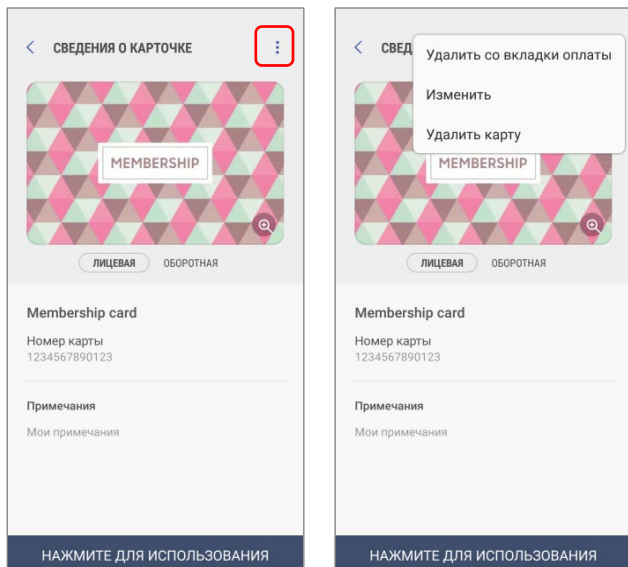 СВЕДЕНИЯ О КАРТОЧКЕ
MEMBERSHIP
ЛИЦЕВАЯ ОБОРОТНАЯ
Membership card
Номер карты
1234567890123
Примечания
Мои примечания
НАЖМИТЕ ДЛЯ ИСПОЛЬЗОВАНИЯ
СВЕД
Удалить со вкладки оплаты
Изменить
Удалить карту
MEMBERSHIP
ЛИЦЕВАЯ ОБОРОТНАЯ
Membership card
Номер карты
1234567890123
Примечания
Мои примечания
НАЖМИТЕ ДЛЯ ИСПОЛЬЗОВАНИЯ